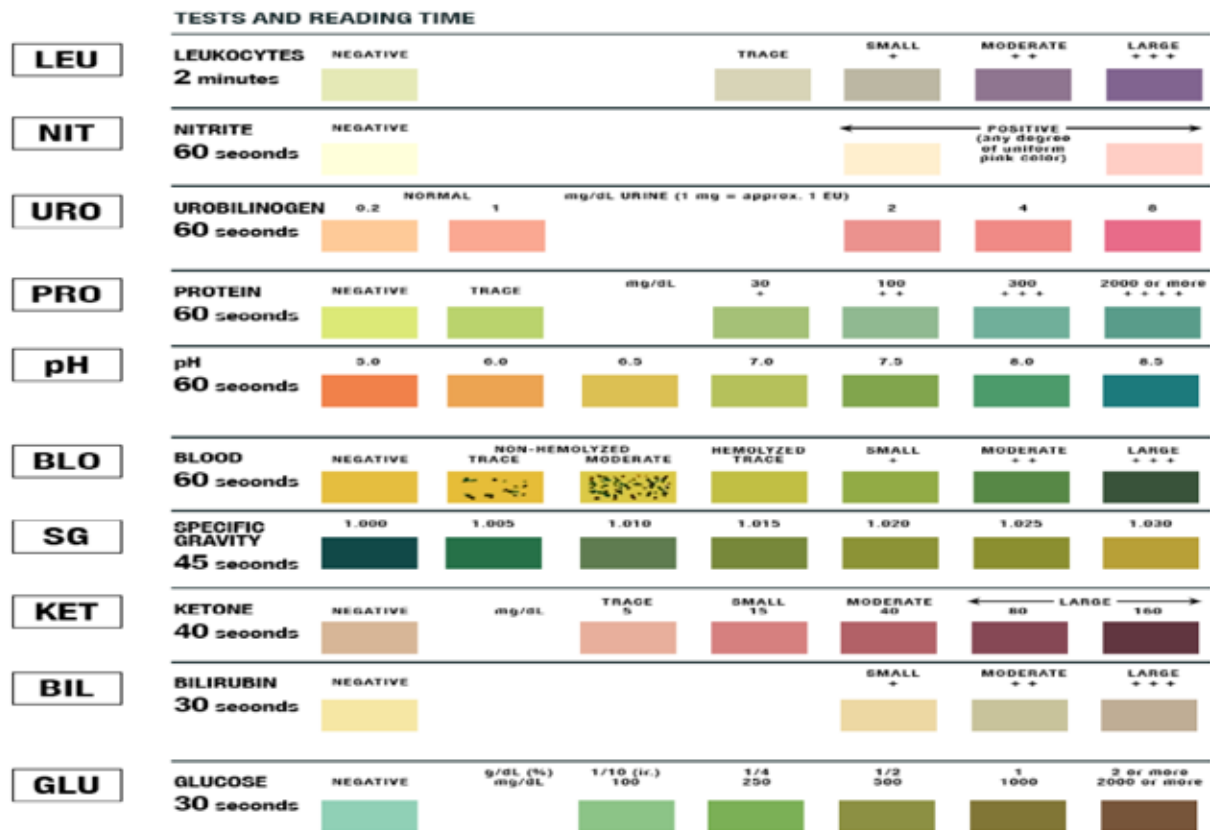 TESTS AND READING TIME
LEU
LEUKOCYTES
2 minutes
NEGATIVE
TRACE
SMALL
+
MODERATE
+ +
LARGE
+ + +
NIT
NITRITE
60 seconds
NEGATIVE
POSITIVE
(any degree
of uniform
pink color)
URO
UROBILINOGEN
60 seconds
NORMAL
mg/dL URINE (1 mg = approx. 1 EU)
0.2 1 2 4 8
PRO
PROTEIN
60 seconds
NEGATIVE
TRACE
mg/dL
30
+
100
+ +
300
+ + +
2000 or more
+ + + +
pH
pH
60 seconds
5.0 6.0 6.5 7.0 7.5 8.0 8.5
BLO
BLOOD
60 seconds
NEGATIVE
NON-HEMOLYZED
TRACE MODERATE
HEMOLYZED
TRACE
SMALL
+
MODERATE
+ +
LARGE
+ + +
SG
SPECIFIC
GRAVITY
45 seconds
1.000 1.005 1.010 1.015 1.020 1.025 1.030
KET
KETONE
40 seconds
NEGATIVE
mg/dL
TRACE
5
SMALL
15
MODERATE
40
LARGE
80 160
BIL
BILIRUBIN
30 seconds
NEGATIVE
SMALL
+
MODERATE
+ +
LARGE
+ + +
GLU
GLUCOSE
30 seconds
NEGATIVE
g/dL (%)
mg/dL
1/10 (ir.)
100
1/4
250
1/2
1
1000
2 or more
2000 or more